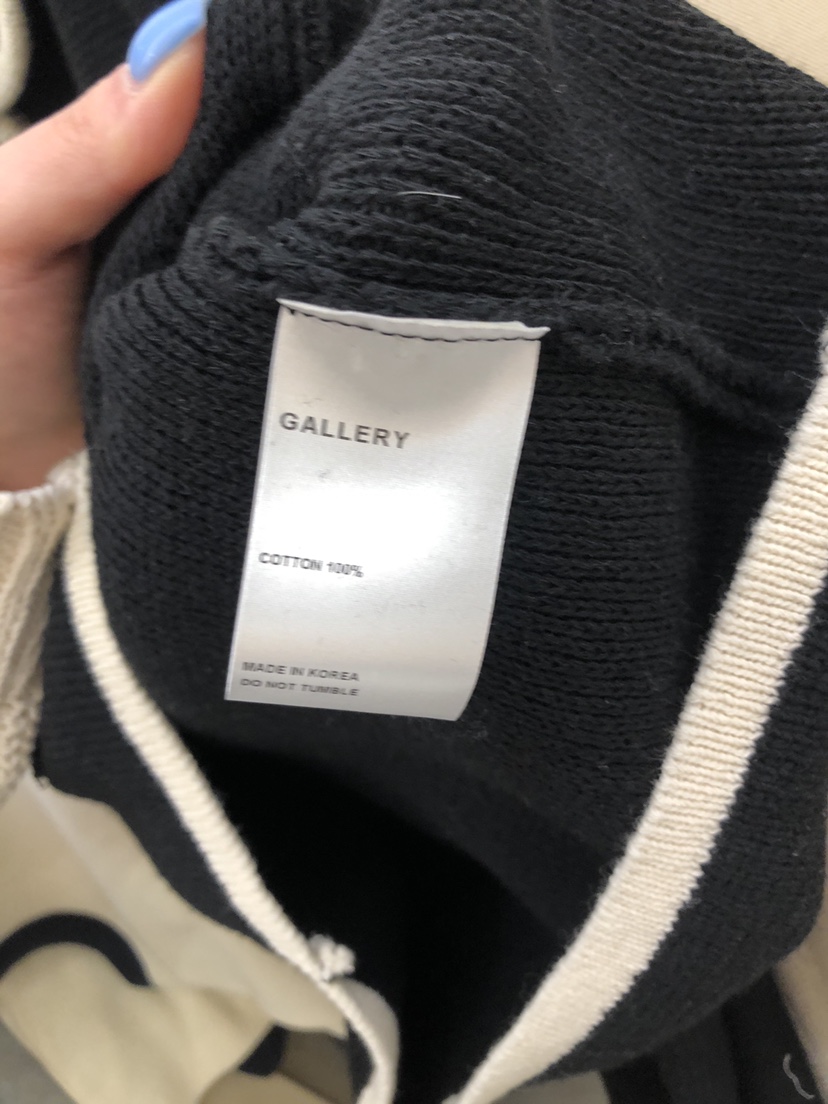 GALLERY
COTTON 100%
MADE IN KOREA
DO NOT TUMBLE